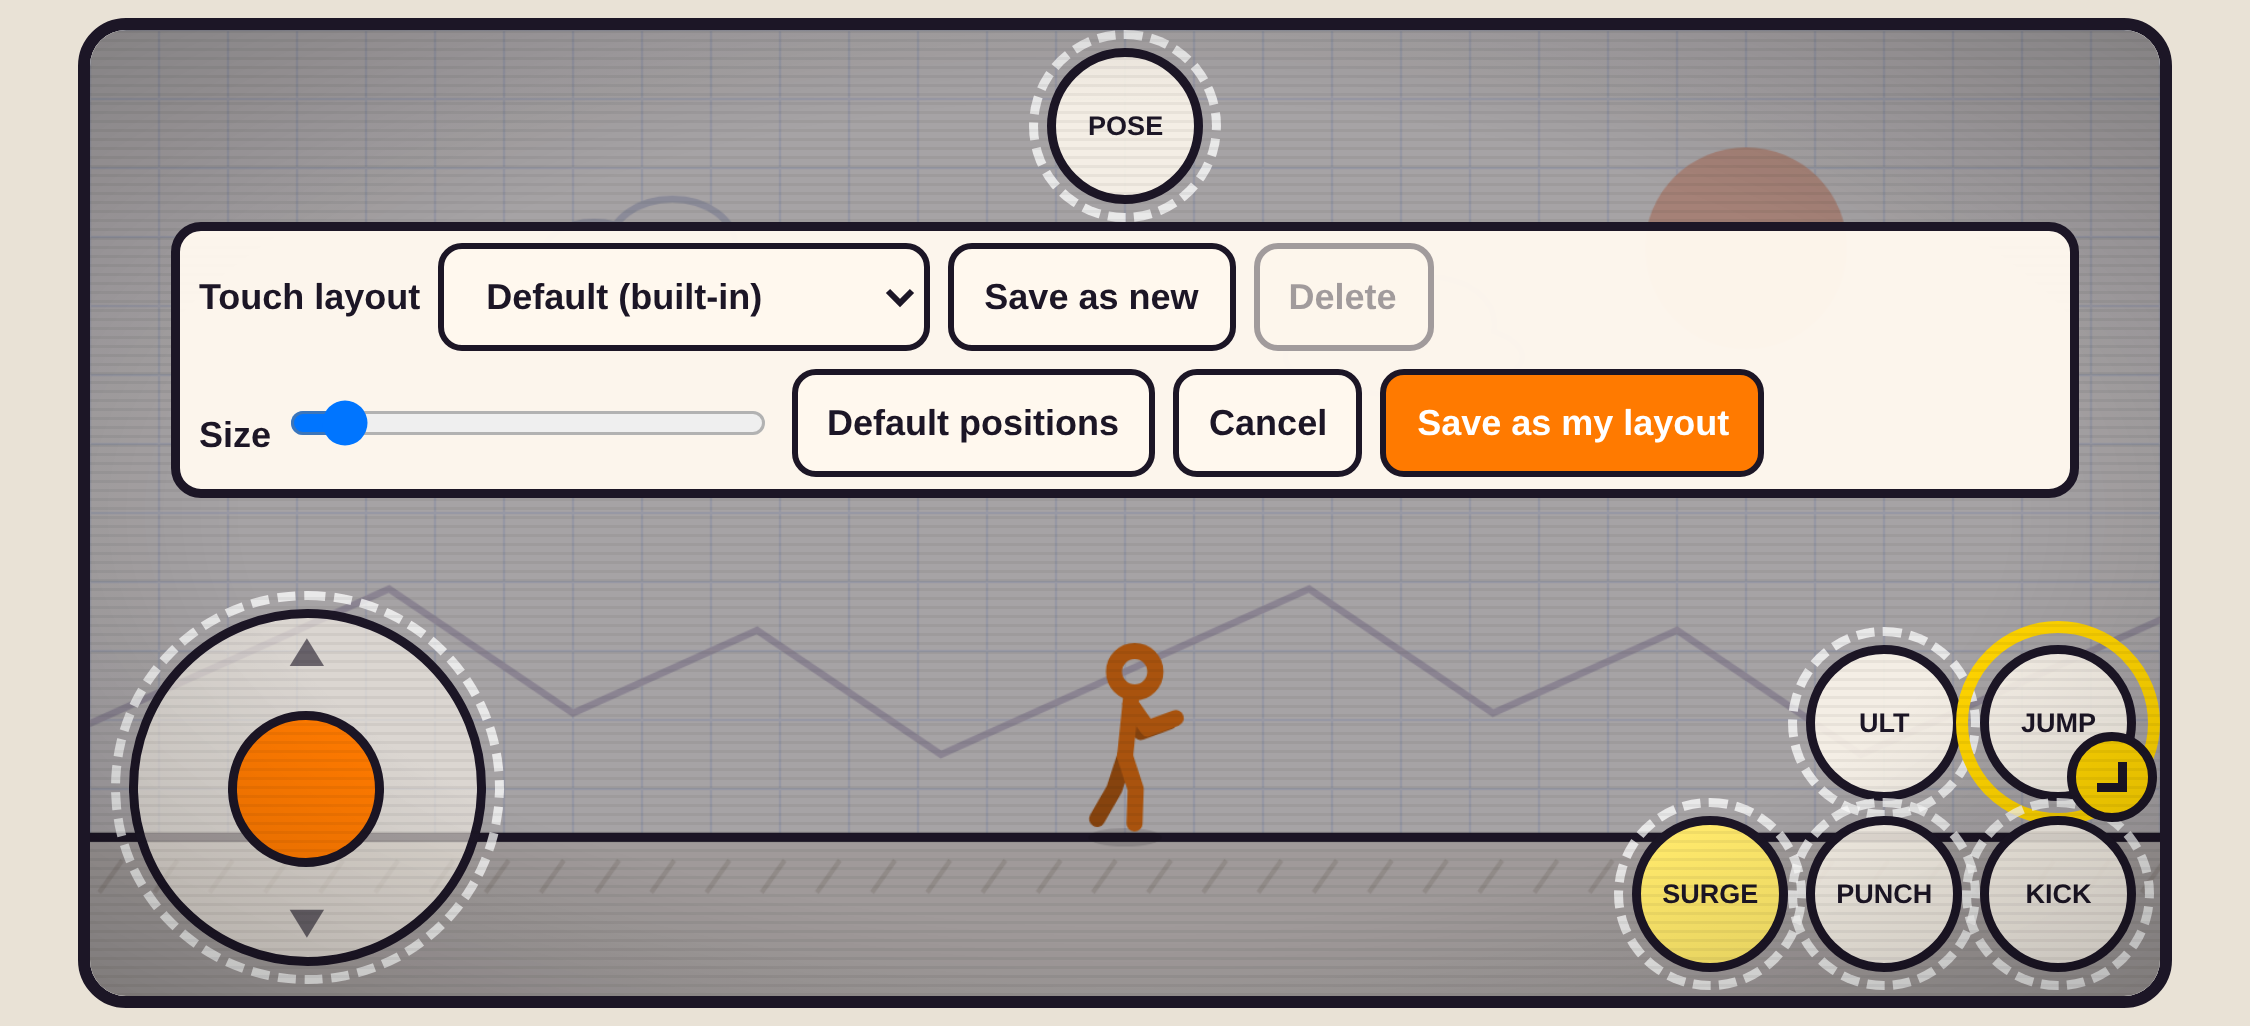 POSE
Touch layout Default (built-in) Save as new Delete
Size Default positions Cancel Save as my layout
ULT JUMP
SURGE PUNCH KICK